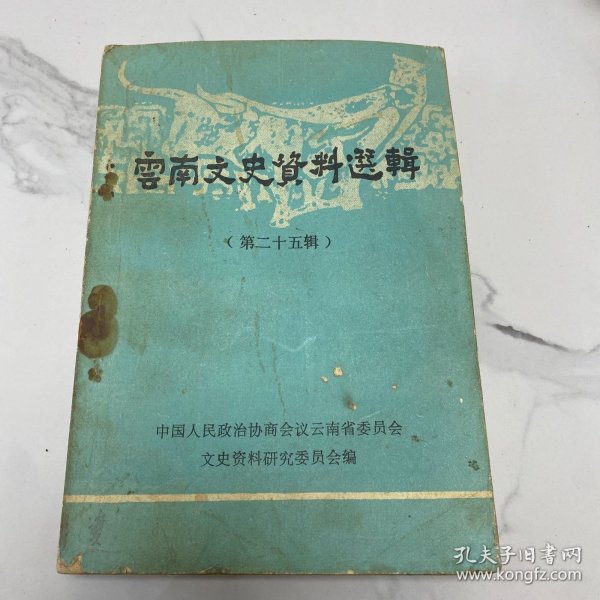 雲南文史資料選輯
（第二十五辑）
中国人民政治协商会议云南省委员会
文史资料研究委员会编
孔夫子旧书网
www.kongfz.com